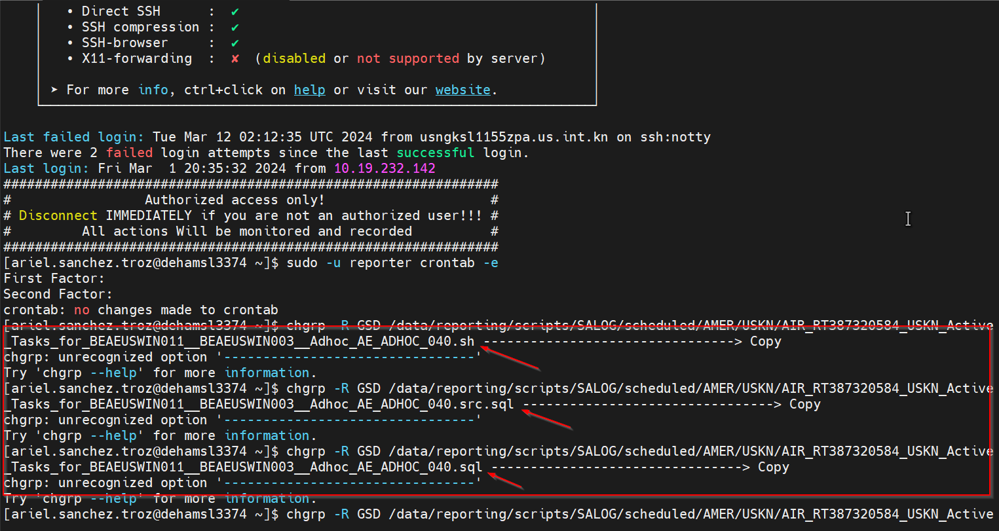 • Direct SSH : ✔
• SSH compression : ✔
• SSH-browser : ✔
• X11-forwarding : ✘ (disabled or not supported by server)
➤ For more info, ctrl+click on help or visit our website.
Last failed login: Tue Mar 12 02:12:35 UTC 2024 from usngksl1155zpa.us.int.kn on ssh:notty
There were 2 failed login attempts since the last successful login.
Last login: Fri Mar  1 20:35:32 2024 from 10.19.232.142
###############################################################
#                 Authorized access only!                     #
# Disconnect IMMEDIATELY if you are not an authorized user!!! #
#         All actions Will be monitored and recorded          #
###############################################################
[ariel.sanchez.troz@dehamsl3374 ~]$ sudo -u reporter crontab -e
First Factor:
Second Factor:
crontab: no changes made to crontab
[ariel.sanchez.troz@dehamsl3374 ~]$ chgrp -R GSD /data/reporting/scripts/SALOG/scheduled/AMER/USKN/AIR_RT387320584_USKN_Active
_Tasks_for_BEAEUSWIN011__BEAEUSWIN003__Adhoc_AE_ADHOC_040.sh --------------------------------> Copy
chgrp: unrecognized option '--------------------------------'
Try 'chgrp --help' for more information.
[ariel.sanchez.troz@dehamsl3374 ~]$ chgrp -R GSD /data/reporting/scripts/SALOG/scheduled/AMER/USKN/AIR_RT387320584_USKN_Active
_Tasks_for_BEAEUSWIN011__BEAEUSWIN003__Adhoc_AE_ADHOC_040.src.sql --------------------------------> Copy
chgrp: unrecognized option '--------------------------------'
Try 'chgrp --help' for more information.
[ariel.sanchez.troz@dehamsl3374 ~]$ chgrp -R GSD /data/reporting/scripts/SALOG/scheduled/AMER/USKN/AIR_RT387320584_USKN_Active
_Tasks_for_BEAEUSWIN011__BEAEUSWIN003__Adhoc_AE_ADHOC_040.sql --------------------------------> Copy
chgrp: unrecognized option '--------------------------------'
Try 'chgrp --help' for more information.
[ariel.sanchez.troz@dehamsl3374 ~]$ chgrp -R GSD /data/reporting/scripts/SALOG/scheduled/AMER/USKN/AIR_RT387320584_USKN_Active